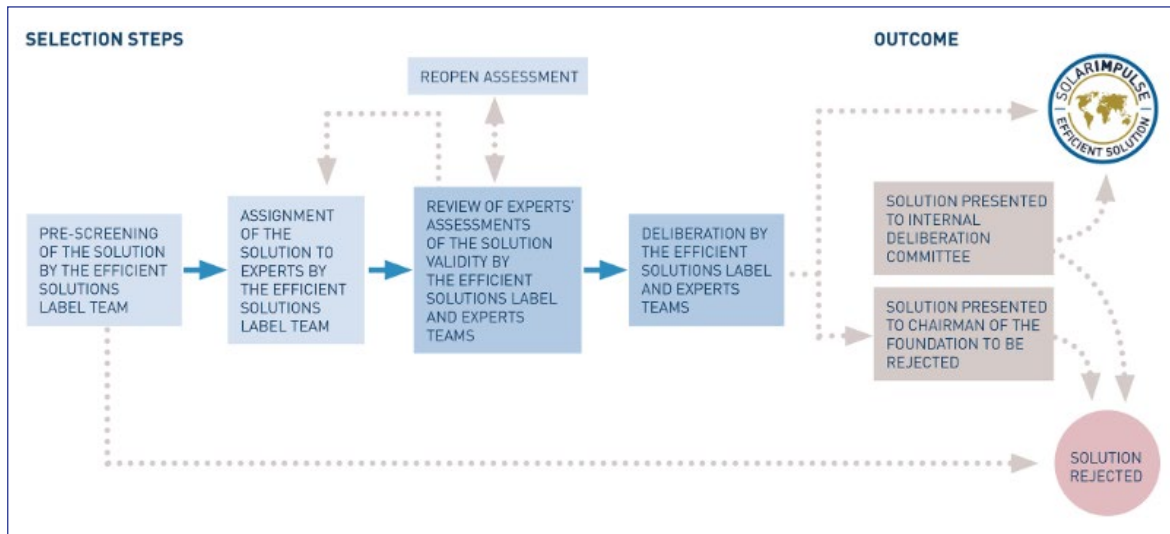 SELECTION STEPS
OUTCOME
REOPEN ASSESSMENT
SOLARIMPULSE
EFFICIENT SOLUTION
PRE-SCREENING
OF THE SOLUTION
BY THE EFFICIENT
SOLUTIONS
LABEL TEAM
ASSIGNMENT
OF THE
SOLUTION TO
EXPERTS BY
THE EFFICIENT
SOLUTIONS
LABEL TEAM
REVIEW OF EXPERTS'
ASSESSMENTS
OF THE SOLUTION
VALIDITY BY
THE EFFICIENT
SOLUTIONS LABEL
AND EXPERTS
TEAMS
DELIBERATION BY
THE EFFICIENT
SOLUTIONS LABEL
AND EXPERTS
TEAMS
SOLUTION PRESENTED
TO INTERNAL
DELIBERATION
COMMITTEE
SOLUTION PRESENTED
TO CHAIRMAN OF THE
FOUNDATION TO BE
REJECTED
SOLUTION
REJECTED